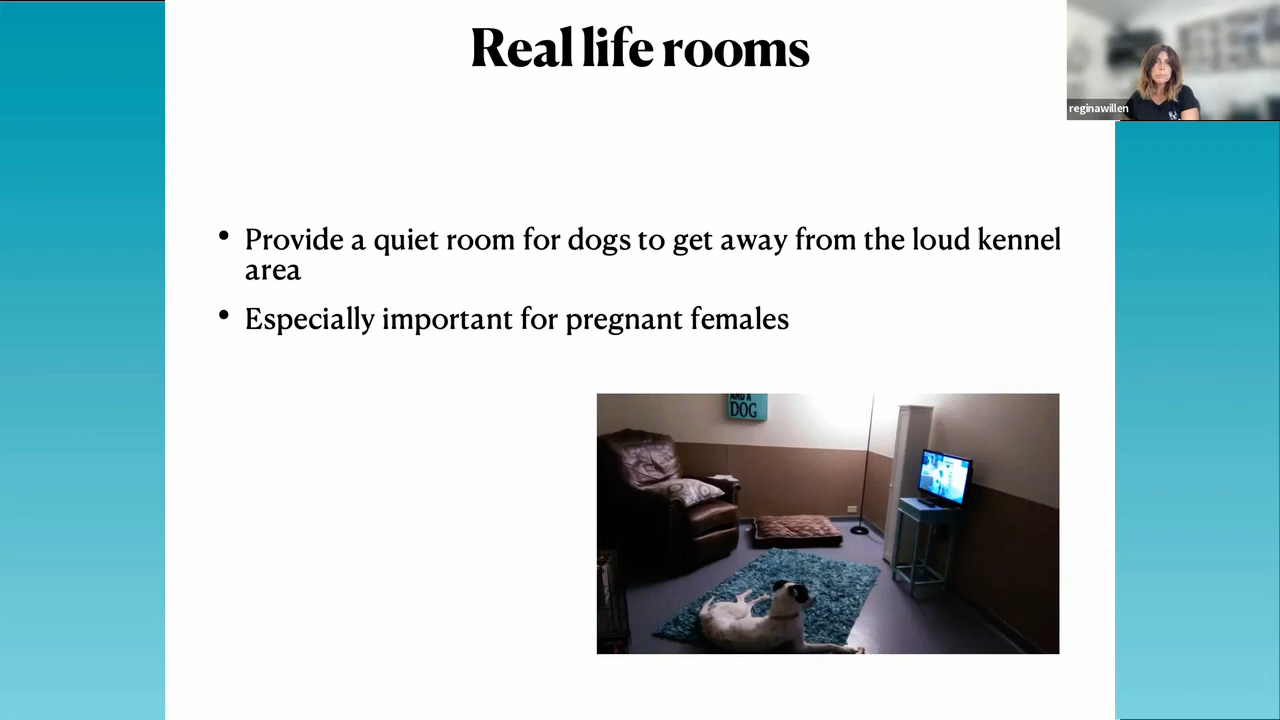 Real life rooms
reginawillen
• Provide a quiet room for dogs to get away from the loud kennel
area
• Especially important for pregnant females
AND A
DOG